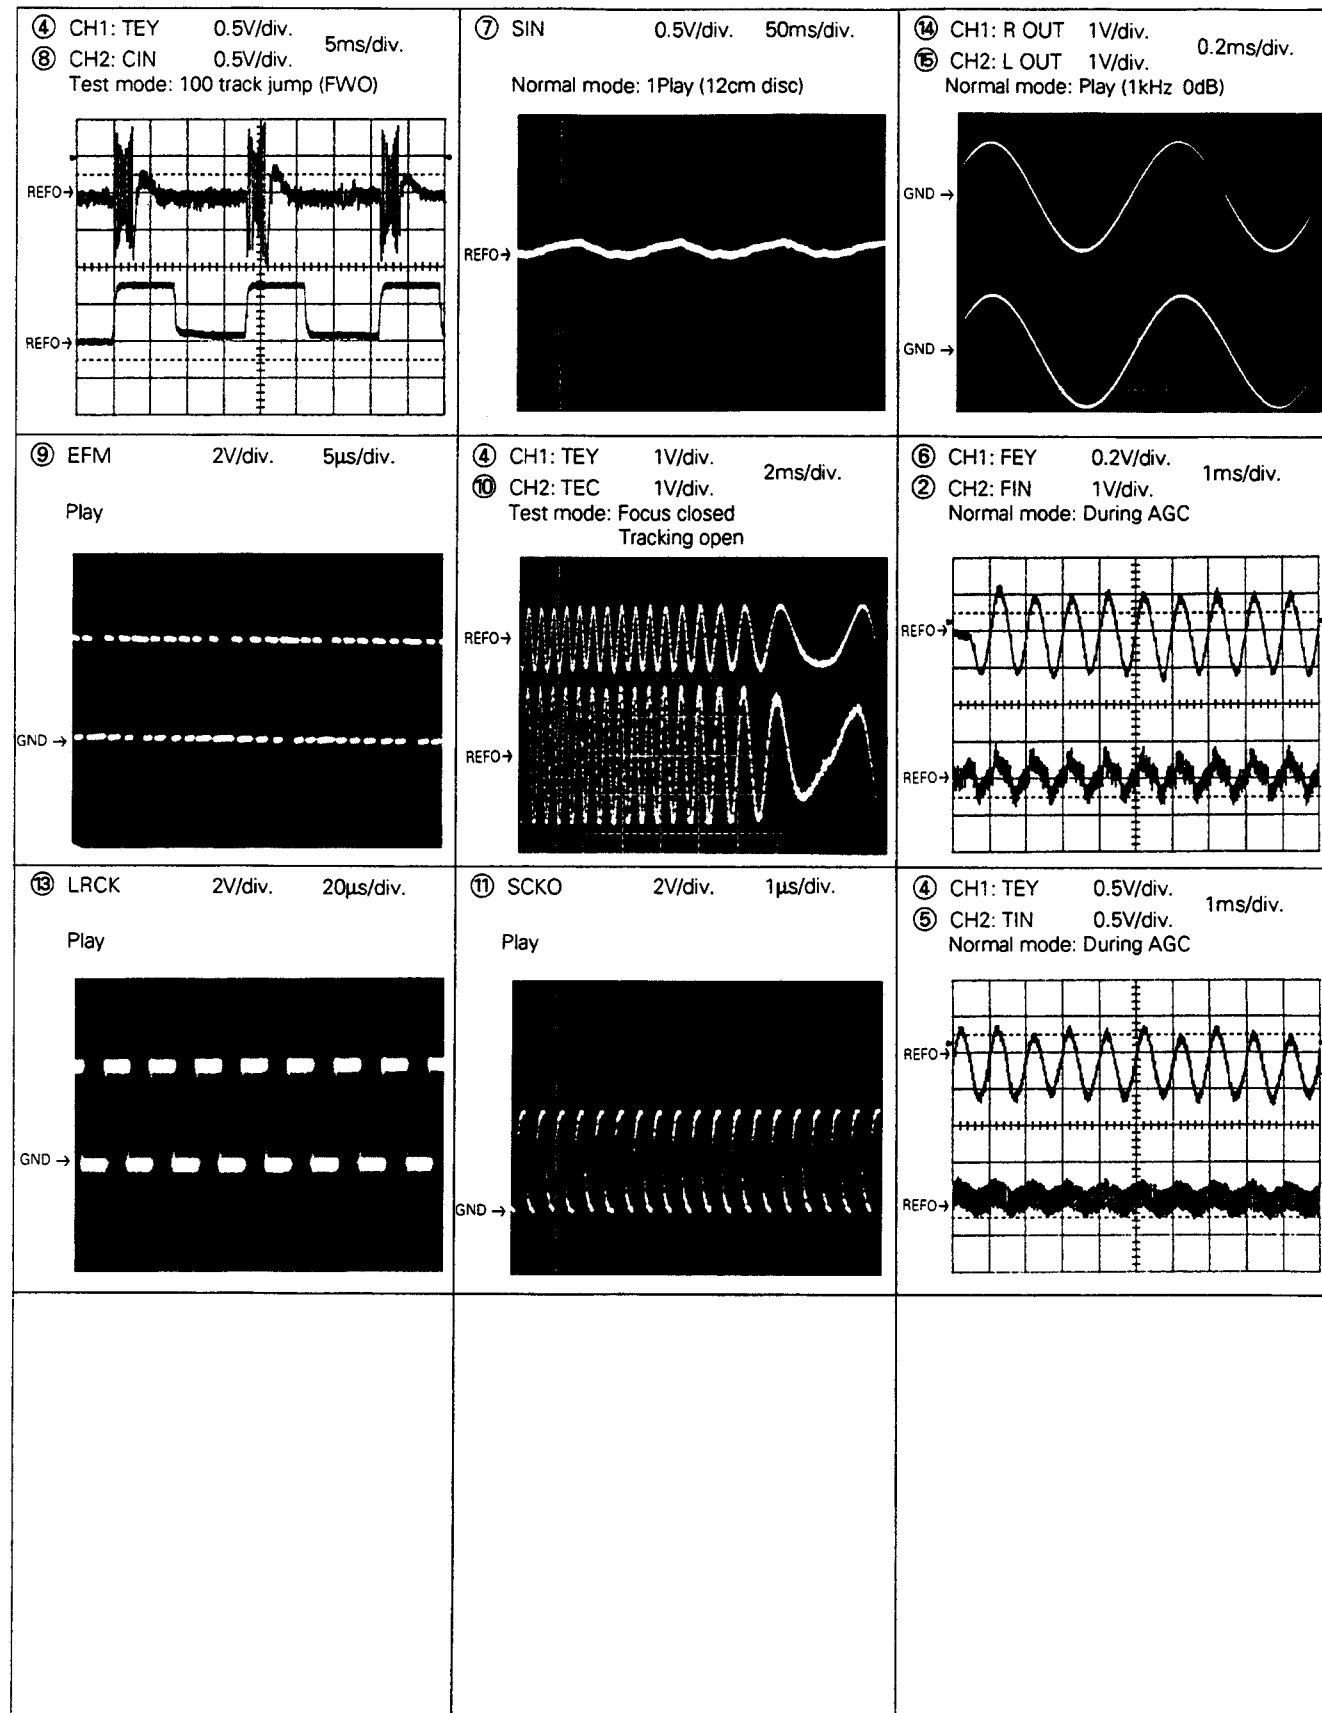 ④ CH1: TEY 0.5V/div. 5ms/div.
⑧ CH2: CIN 0.5V/div.
Test mode: 100 track jump (FWO)
REFO→
REFO→
⑦ SIN 0.5V/div. 50ms/div.
Normal mode: 1Play (12cm disc)
REFO→
⑭ CH1: R OUT 1V/div. 0.2ms/div.
⑮ CH2: L OUT 1V/div.
Normal mode: Play (1kHz 0dB)
GND →
GND →
⑨ EFM 2V/div. 5µs/div.
Play
GND →
④ CH1: TEY 1V/div. 2ms/div.
⑩ CH2: TEC 1V/div.
Test mode: Focus closed
Tracking open
REFO→
REFO→
⑥ CH1: FEY 0.2V/div. 1ms/div.
② CH2: FIN 1V/div.
Normal mode: During AGC
REFO→
REFO→
⑬ LRCK 2V/div. 20µs/div.
Play
GND →
⑪ SCKO 2V/div. 1µs/div.
Play
GND →
④ CH1: TEY 0.5V/div. 1ms/div.
⑤ CH2: TIN 0.5V/div.
Normal mode: During AGC
REFO→
REFO→